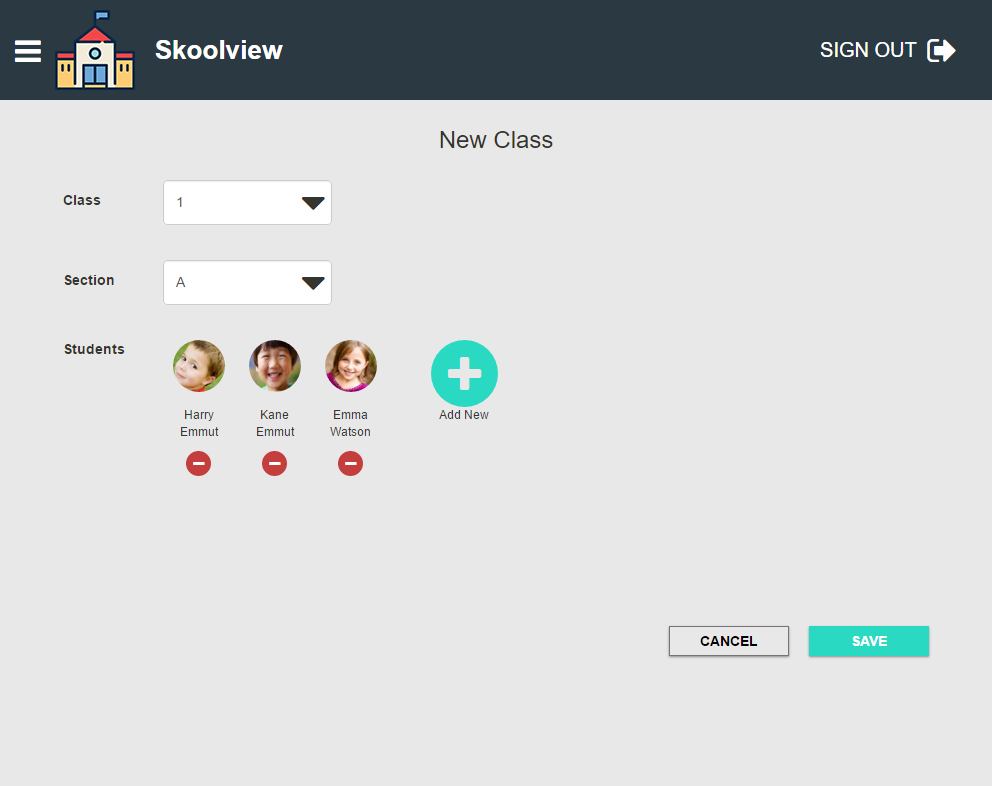 Skoolview
SIGN OUT
New Class
Class
1
Section
A
Students
Harry
Emmut
Kane
Emmut
Emma
Watson
Add New
CANCEL
SAVE